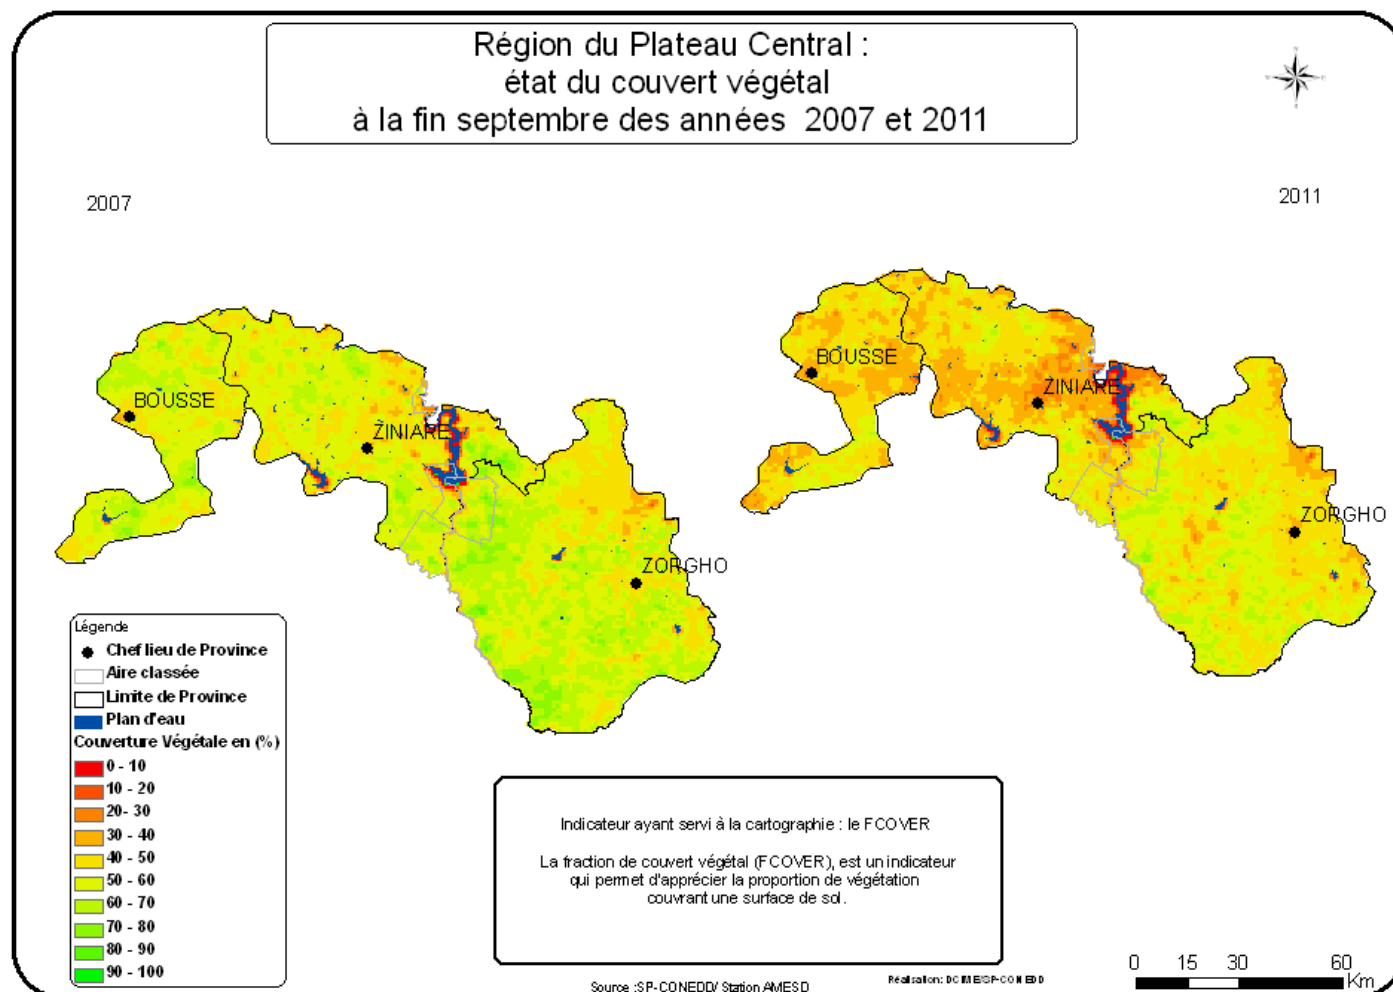 Région du Plateau Central :
état du couvert végétal
à la fin septembre des années 2007 et 2011
2007
2011
BOUSSE
ZINIARE
ZORGHO
BOUSSE
ZINIARE
ZORGHO
Légende
Chef lieu de Province
Aire classée
Limite de Province
Plan d'eau
Couverture Végétale en (%)
0 - 10
10 - 20
20- 30
30 - 40
40 - 50
50 - 60
60 - 70
70 - 80
80 - 90
90 - 100
Indicateur ayant servi à la cartographie : le FCOVER
La fraction de couvert végétal (FCOVER), est un indicateur
qui permet d'apprécier la proportion de végétation
couvrant une surface de sol.
Source :SP-CONEDD/ Station AMESD
Réalisation: DCIME/SP-CONEDD
0 15 30 60
Km